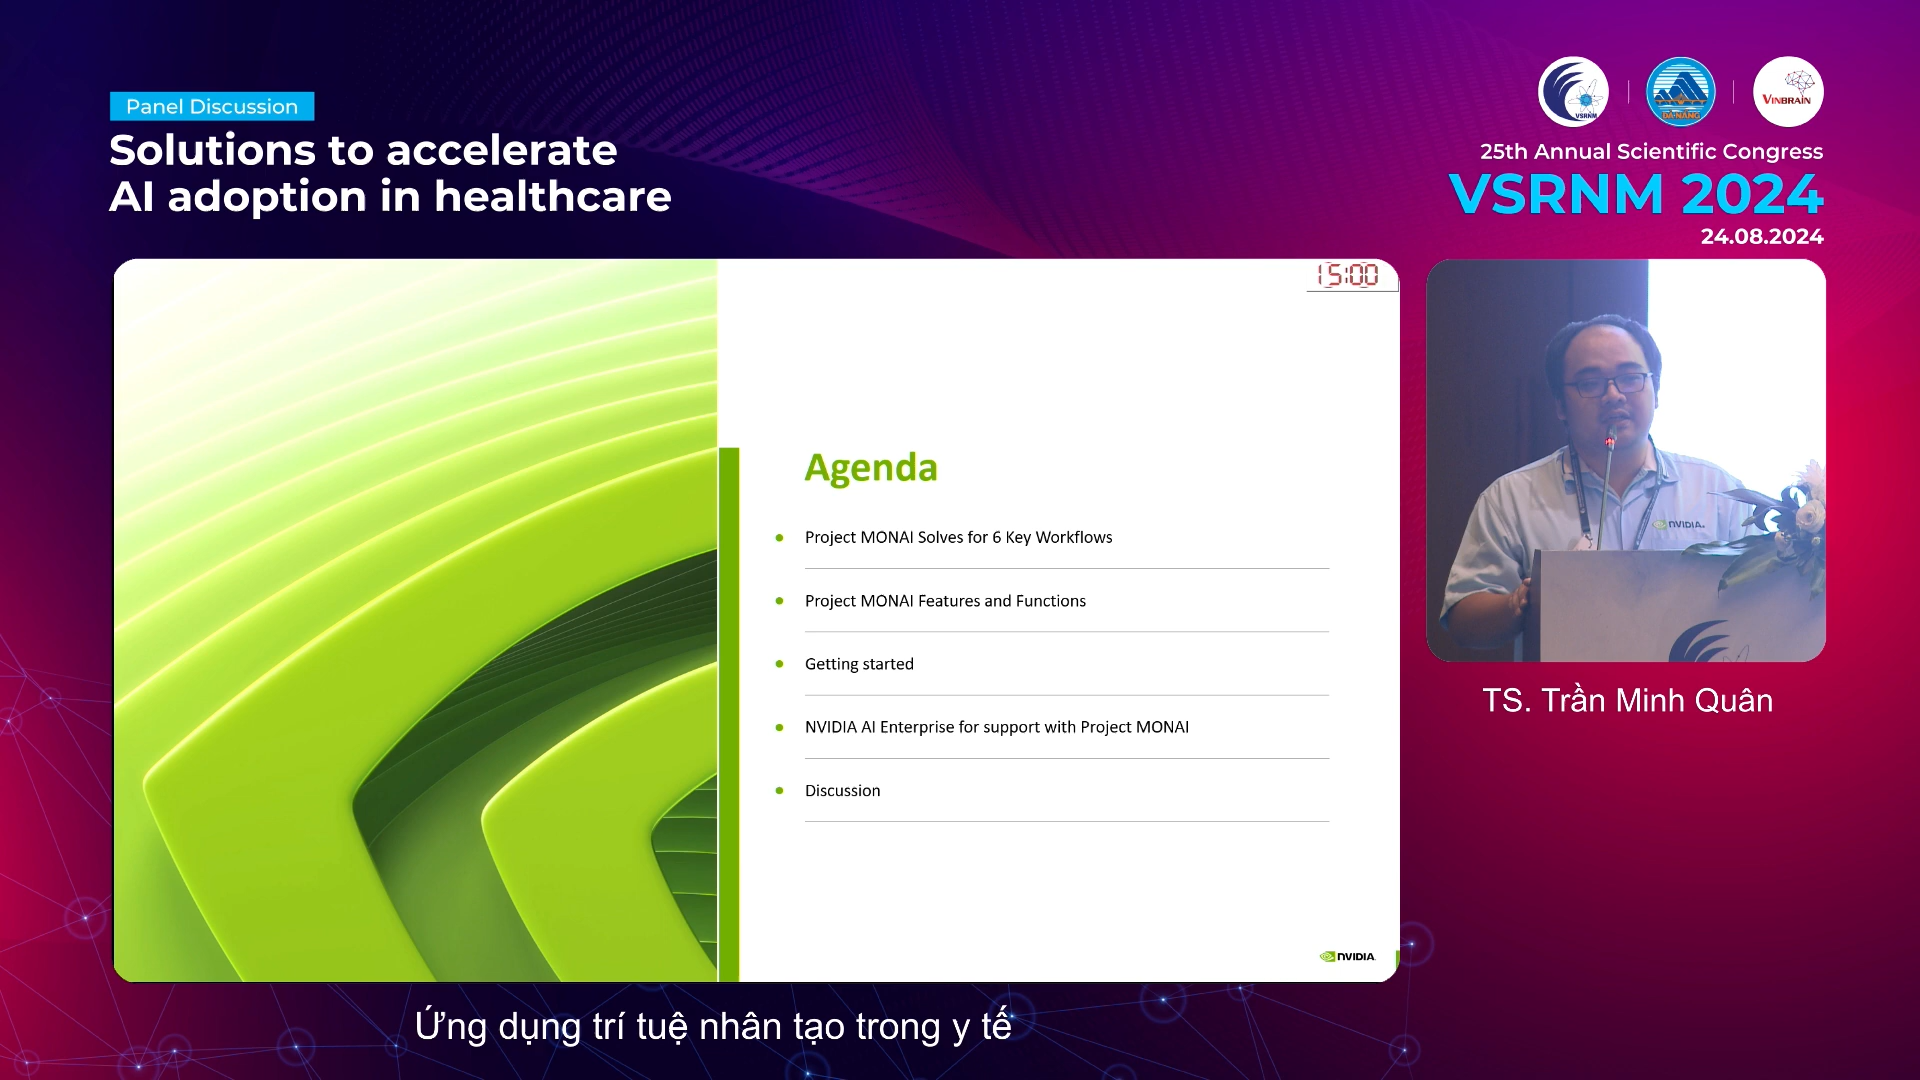 Panel Discussion
Solutions to accelerate
AI adoption in healthcare
VSRNM
DA NANG
VINBRAIN
25th Annual Scientific Congress
VSRNM 2024
24.08.2024
15:00
Agenda
Project MONAI Solves for 6 Key Workflows
Project MONAI Features and Functions
Getting started
NVIDIA AI Enterprise for support with Project MONAI
Discussion
NVIDIA
NVIDIA
TS. Trần Minh Quân
Ứng dụng trí tuệ nhân tạo trong y tế